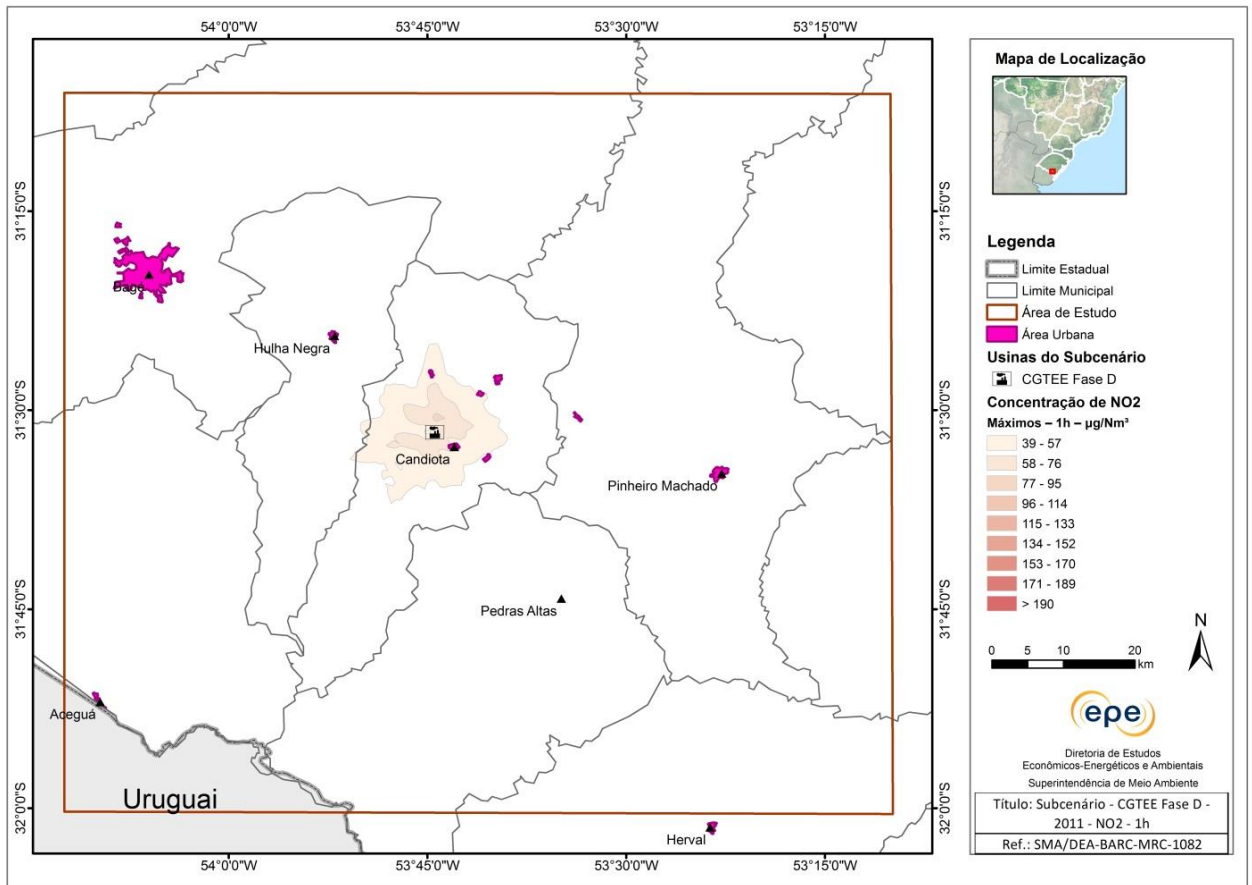 54°0'0"W
53°45'0"W
53°30'0"W
53°15'0"W
31°15'0"S
31°15'0"S
Bagé
Hulha Negra
31°30'0"S
31°30'0"S
Candiota
Pinheiro Machado
31°45'0"S
31°45'0"S
Pedras Altas
Aceguá
Uruguai
32°0'0"S
32°0'0"S
Herval
54°0'0"W
53°45'0"W
53°30'0"W
53°15'0"W
Mapa de Localização
Legenda
Limite Estadual
Limite Municipal
Área de Estudo
Área Urbana
Usinas do Subcenário
CGTEE Fase D
Concentração de NO2
Máximos – 1h – µg/Nm³
39 - 57
58 - 76
77 - 95
96 - 114
115 - 133
134 - 152
153 - 170
171 - 189
> 190
N
0 5 10 20
km
epe
Diretoria de Estudos
Econômicos-Energéticos e Ambientais
Superintendência de Meio Ambiente
Título: Subcenário - CGTEE Fase D -
2011 - NO2 - 1h
Ref.: SMA/DEA-BARC-MRC-1082